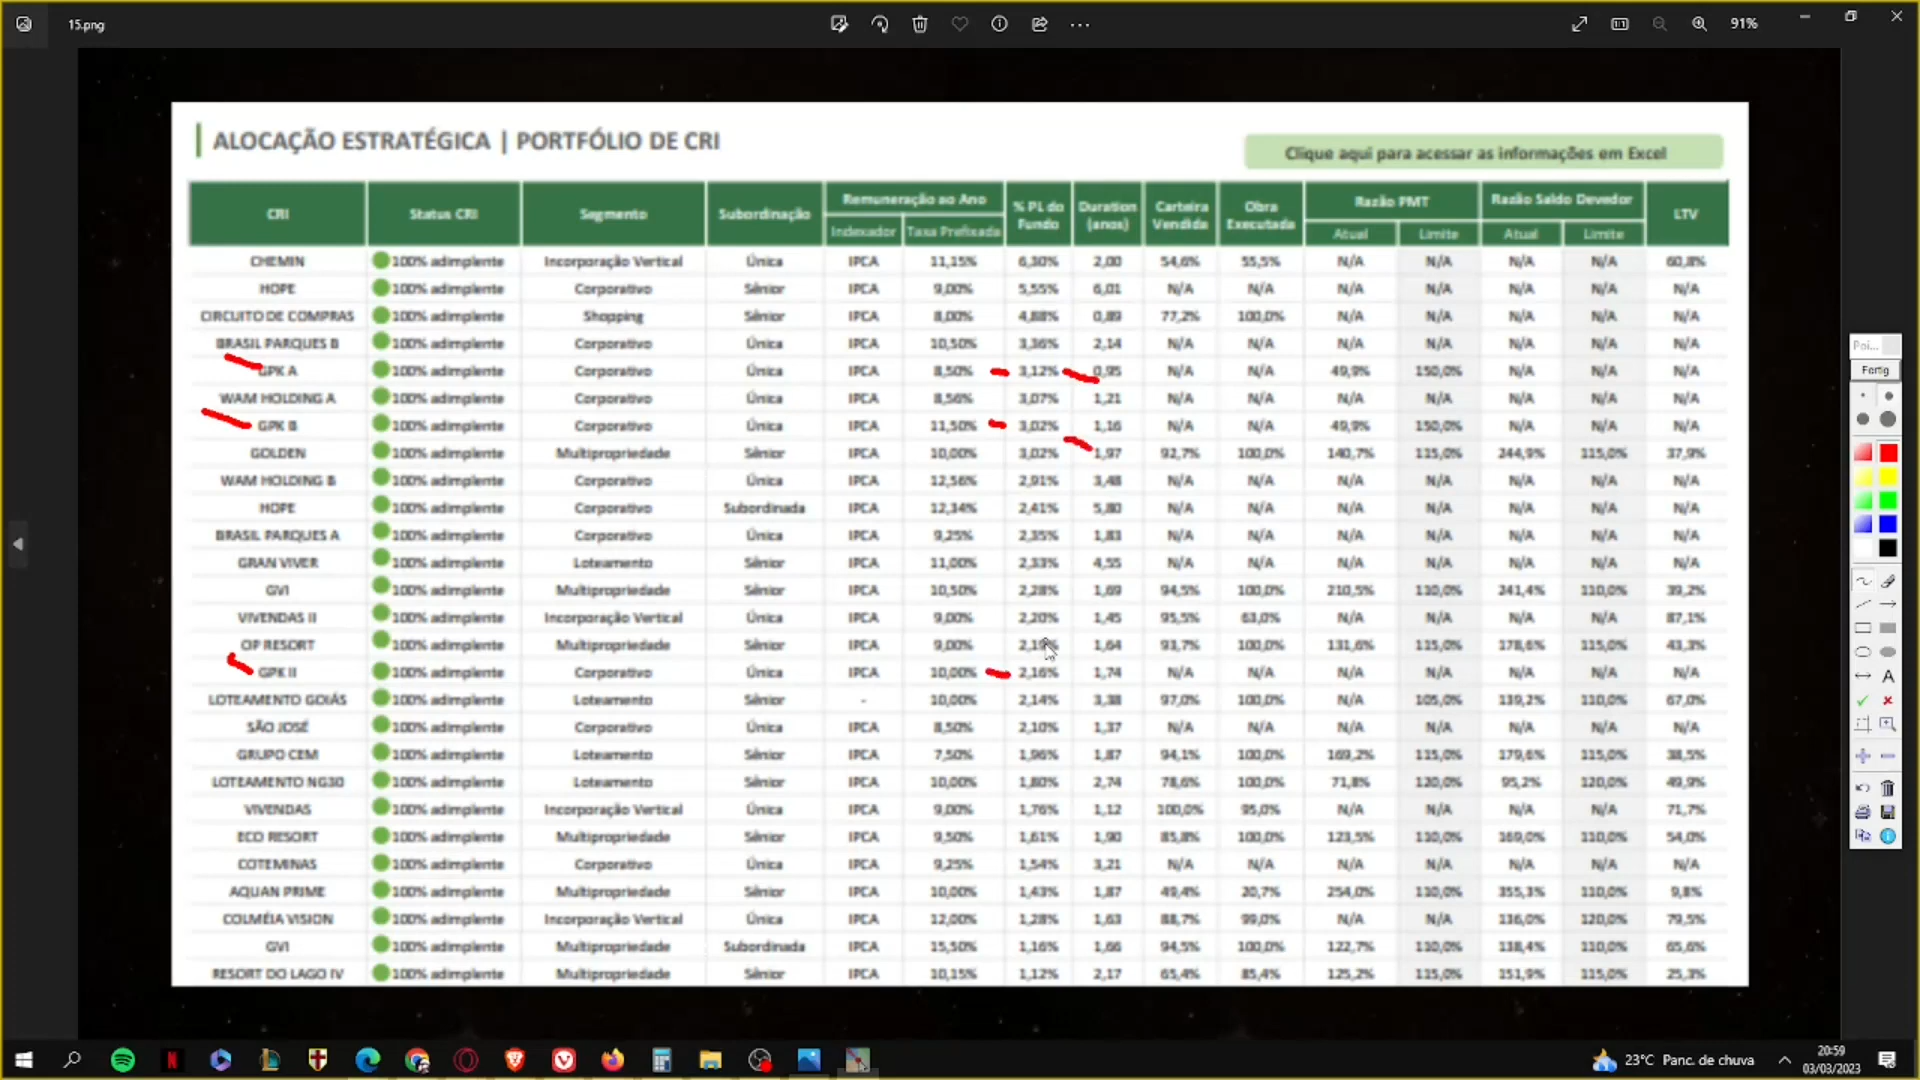 15.png
91%
ALOCAÇÃO ESTRATÉGICA | PORTFÓLIO DE CRI
Clique aqui para acessar as informações em Excel
CRI Status CRI Segmento Subordinação Remuneração ao Ano % PL do Fundo Duration (anos) Carteira Vendida Obra Executada Razão PMT Razão Saldo Devedor LTV
Indexador Taxa Prefixada Atual Limite Atual Limite
CHEMIN 100% adimplente Incorporação Vertical Única IPCA 11,15% 6,30% 2,00 54,6% 55,5% N/A N/A N/A N/A 60,8%
HOPE 100% adimplente Corporativo Sênior IPCA 9,00% 5,55% 6,01 N/A N/A N/A N/A N/A N/A N/A
CIRCUITO DE COMPRAS 100% adimplente Shopping Sênior IPCA 8,00% 4,88% 0,89 77,2% 100,0% N/A N/A N/A N/A N/A
BRASIL PARQUES B 100% adimplente Corporativo Única IPCA 10,50% 3,36% 2,14 N/A N/A N/A N/A N/A N/A N/A
GPK A 100% adimplente Corporativo Única IPCA 8,50% 3,12% 0,95 N/A N/A 49,9% 150,0% N/A N/A N/A
WAM HOLDING A 100% adimplente Corporativo Única IPCA 8,56% 3,07% 1,21 N/A N/A N/A N/A N/A N/A N/A
GPK B 100% adimplente Corporativo Única IPCA 11,50% 3,02% 1,16 N/A N/A 49,9% 150,0% N/A N/A N/A
GOLDEN 100% adimplente Multipropriedade Sênior IPCA 10,00% 3,02% 1,97 92,7% 100,0% 140,7% 115,0% 244,9% 115,0% 37,9%
WAM HOLDING B 100% adimplente Corporativo Única IPCA 12,56% 2,91% 3,48 N/A N/A N/A N/A N/A N/A N/A
HOPE 100% adimplente Corporativo Subordinada IPCA 12,34% 2,41% 5,80 N/A N/A N/A N/A N/A N/A N/A
BRASIL PARQUES A 100% adimplente Corporativo Única IPCA 9,25% 2,35% 1,83 N/A N/A N/A N/A N/A N/A N/A
GRAN VIVER 100% adimplente Loteamento Sênior IPCA 11,00% 2,33% 4,55 N/A N/A N/A N/A N/A N/A N/A
GVI 100% adimplente Multipropriedade Sênior IPCA 10,50% 2,28% 1,69 94,5% 100,0% 210,5% 110,0% 241,4% 110,0% 39,2%
VIVENDAS II 100% adimplente Incorporação Vertical Única IPCA 9,00% 2,20% 1,45 95,5% 63,0% N/A N/A N/A N/A 87,1%
OP RESORT 100% adimplente Multipropriedade Sênior IPCA 9,00% 1,64 93,7% 100,0% 131,6% 115,0% 178,6% 115,0% 43,3%
GPK II 100% adimplente Corporativo Única IPCA 10,00% 2,16% 1,74 N/A N/A N/A N/A N/A N/A N/A
LOTEAMENTO GOIÁS 100% adimplente Loteamento Sênior - 10,00% 2,14% 3,38 97,0% 100,0% N/A 105,0% 139,2% 110,0% 67,0%
SÃO JOSÉ 100% adimplente Corporativo Única IPCA 8,50% 2,10% 1,37 N/A N/A N/A N/A N/A N/A N/A
GRUPO CEM 100% adimplente Loteamento Sênior IPCA 7,50% 1,96% 1,87 94,1% 100,0% 169,2% 115,0% 179,6% 115,0% 38,5%
LOTEAMENTO NG30 100% adimplente Loteamento Sênior IPCA 10,00% 1,80% 2,74 78,6% 100,0% 71,8% 120,0% 95,2% 120,0% 49,9%
VIVENDAS 100% adimplente Incorporação Vertical Única IPCA 9,00% 1,76% 1,12 100,0% 95,0% N/A N/A N/A N/A 71,7%
ECO RESORT 100% adimplente Multipropriedade Sênior IPCA 9,50% 1,61% 1,90 85,8% 100,0% 123,5% 110,0% 169,0% 110,0% 54,0%
COTEMINAS 100% adimplente Corporativo Única IPCA 9,25% 1,54% 3,21 N/A N/A N/A N/A N/A N/A N/A
AQUAN PRIME 100% adimplente Multipropriedade Sênior IPCA 10,00% 1,43% 1,87 49,4% 20,7% 254,0% 110,0% 355,3% 110,0% 9,8%
COLMÉIA VISION 100% adimplente Incorporação Vertical Única IPCA 12,00% 1,28% 1,63 88,7% 99,0% N/A N/A 136,0% 120,0% 79,5%
GVI 100% adimplente Multipropriedade Subordinada IPCA 15,50% 1,16% 1,66 94,5% 100,0% 122,7% 110,0% 138,4% 110,0% 65,6%
RESORT DO LAGO IV 100% adimplente Multipropriedade Sênior IPCA 10,15% 1,12% 2,17 65,4% 85,4% 125,2% 115,0% 151,9% 115,0% 25,3%
Poi...
Fertig
A
23°C Panc. de chuva
20:59
03/03/2023